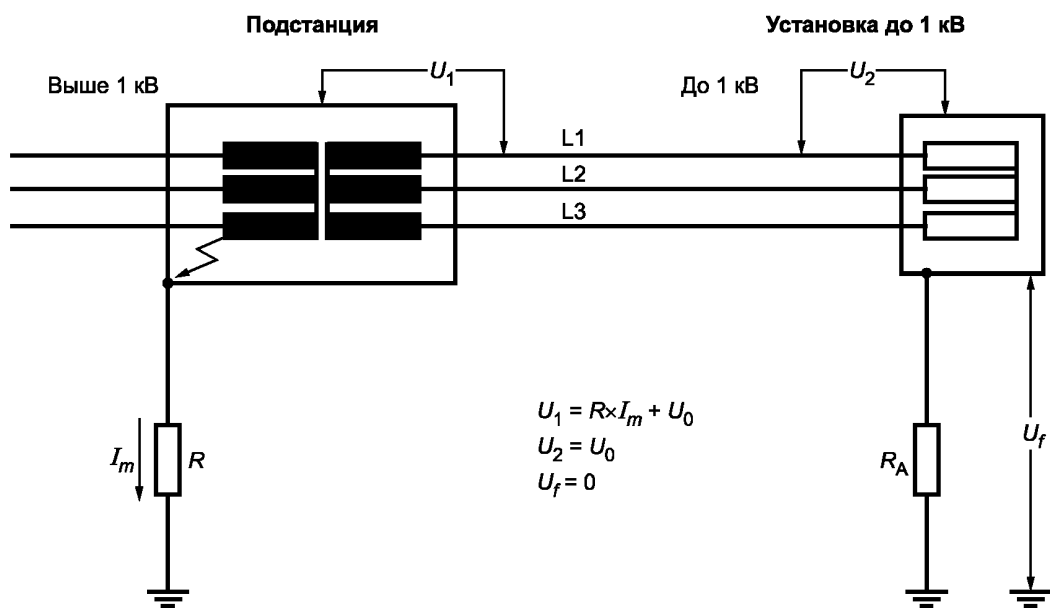 Подстанция
Установка до 1 кВ
Выше 1 кВ
U1
До 1 кВ
U2
L1
L2
L3
U1 = R×Im + U0
U2 = U0
Uf = 0
Im
R
RA
Uf